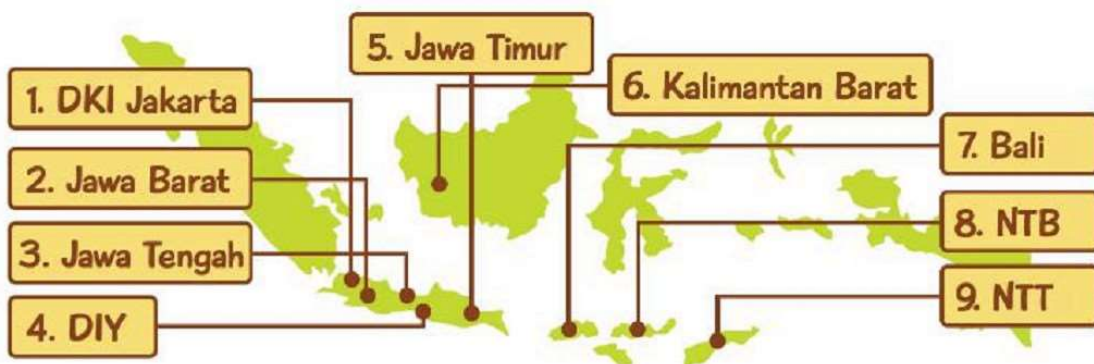 1. DKI Jakarta
2. Jawa Barat
3. Jawa Tengah
4. DIY
5. Jawa Timur
6. Kalimantan Barat
7. Bali
8. NTB
9. NTT